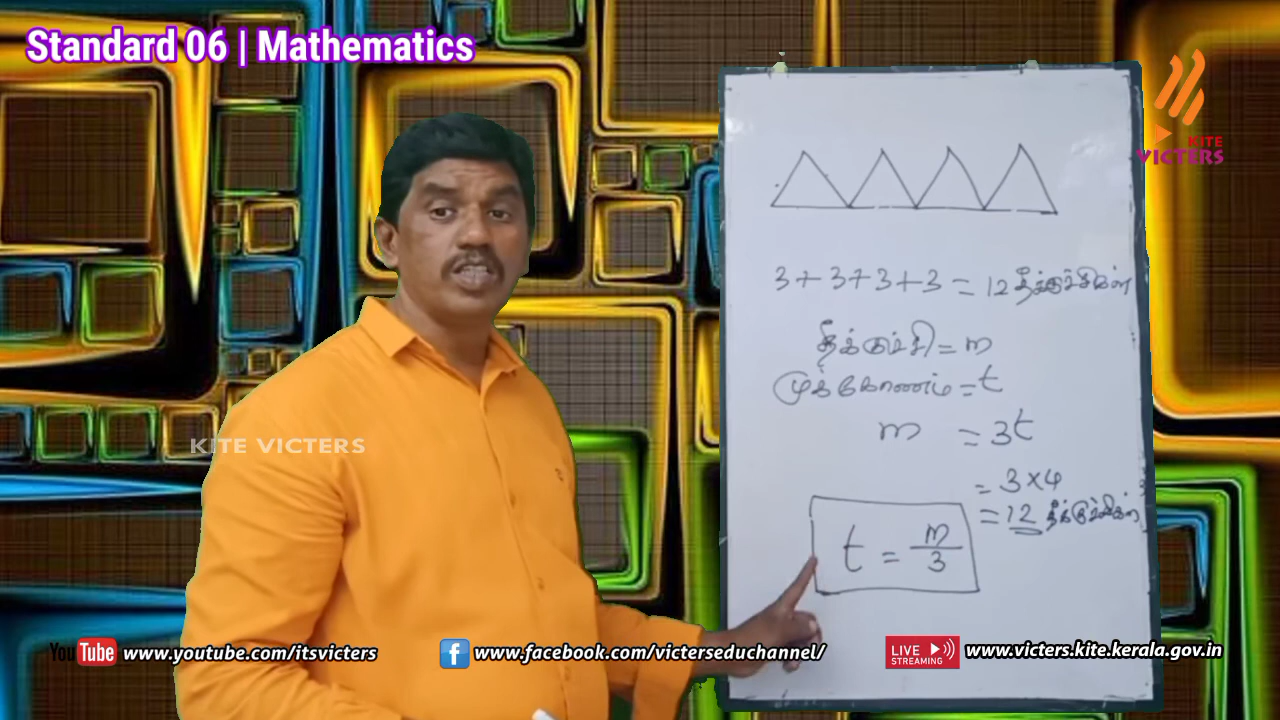 Standard 06 | Mathematics
KITE
VICTERS
3+3+3+3 = 12 தீக்குச்சிகள்
தீக்குச்சி = m
முக்கோணம் = t
m = 3t
= 3×4
= 12 தீக்குச்சிகள்
t = m/3
KITE VICTERS
YouTube www.youtube.com/itsvicters
f www.facebook.com/victerseduchannel/
LIVE STREAMING www.victers.kite.kerala.gov.in